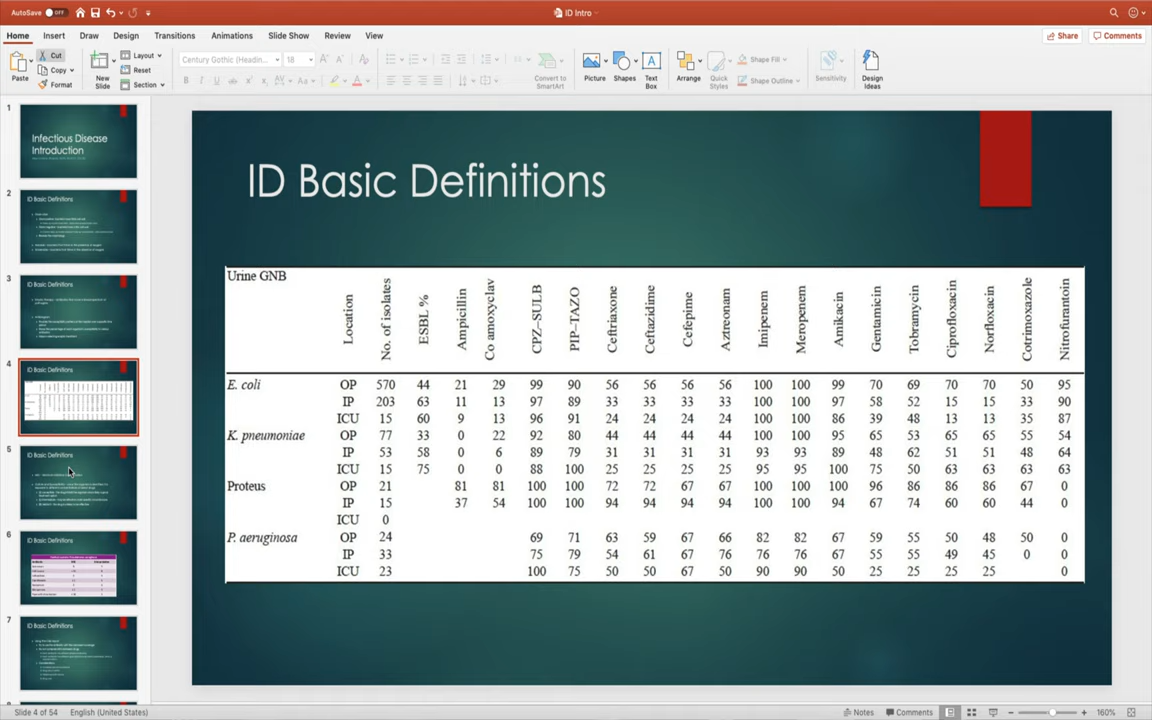 AutoSave OFF
ID Intro
Home Insert Draw Design Transitions Animations Slide Show Review View Share Comments
Paste
Cut
Copy
Format
New Slide
Layout
Reset
Section
Century Gothic (Headin... 18
Convert to SmartArt
Picture
Shapes
Text Box
Arrange
Quick Styles
Shape Fill
Shape Outline
Sensitivity
Design Ideas
1
Infectious Disease
Introduction
2
ID Basic Definitions
3
ID Basic Definitions
4
ID Basic Definitions
5
ID Basic Definitions
6
ID Basic Definitions
7
ID Basic Definitions
ID Basic Definitions
Urine GNB Location No. of isolates ESBL % Ampicillin Co amoxyclav CPZ–SULB PIP–TAZO Ceftriaxone Ceftazidime Cefepime Aztreonam Imipenem Meropenem Amikacin Gentamicin Tobramycin Ciprofloxacin Norfloxacin Cotrimoxazole Nitrofurantoin
E. coli OP 570 44 21 29 99 90 56 56 56 56 100 100 99 70 69 70 70 50 95
IP 203 63 11 13 97 89 33 33 33 33 100 100 97 58 52 15 15 33 90
ICU 15 60 9 13 96 91 24 24 24 24 100 100 86 39 48 13 13 35 87
K. pneumoniae OP 77 33 0 22 92 80 44 44 44 44 100 100 95 65 53 65 65 55 54
IP 53 58 0 6 89 79 31 31 31 31 93 93 89 48 62 51 51 48 64
ICU 15 75 0 0 88 100 25 25 25 25 95 95 100 75 50 63 63 63 63
Proteus OP 21 81 81 100 100 72 72 67 67 100 100 96 86 86 86 86 67 0
IP 15 37 54 100 100 94 94 94 94 100 100 94 67 74 60 60 44 0
ICU 0
P. aeruginosa OP 24 69 71 63 59 67 66 82 82 67 59 55 50 48 50 0
IP 33 75 79 54 61 67 76 76 76 67 55 55 49 45 0 0
ICU 23 100 75 50 50 67 50 90 90 50 25 25 25 25 0
Slide 4 of 54 English (United States) Notes Comments 160%